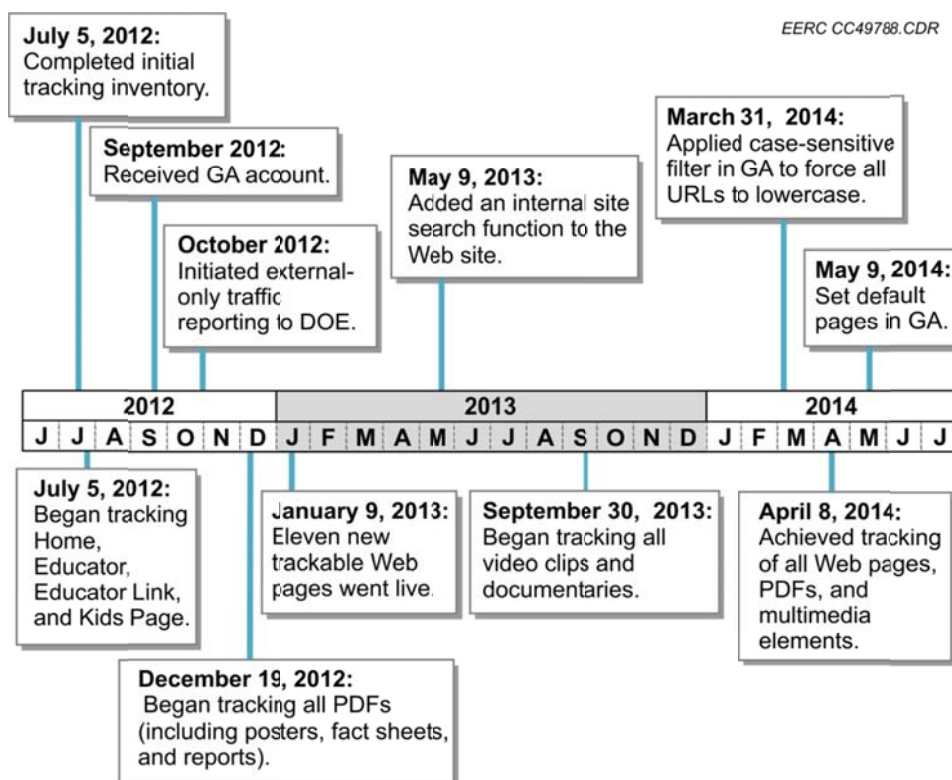 EERC CC49788.CDR
July 5, 2012:
Completed initial
tracking inventory.
September 2012:
Received GA account.
October 2012:
Initiated external-
only traffic
reporting to DOE.
May 9, 2013:
Added an internal site
search function to the
Web site.
March 31, 2014:
Applied case-sensitive
filter in GA to force all
URLs to lowercase.
May 9, 2014:
Set default
pages in GA.
2012 2013 2014
J J A S O N D J F M A M J J A S O N D J F M A M J J
July 5, 2012:
Began tracking
Home,
Educator,
Educator Link,
and Kids Page.
December 19, 2012:
Began tracking all PDFs
(including posters, fact sheets,
and reports).
January 9, 2013:
Eleven new
trackable Web
pages went live.
September 30, 2013:
Began tracking all
video clips and
documentaries.
April 8, 2014:
Achieved tracking
of all Web pages,
PDFs, and
multimedia
elements.